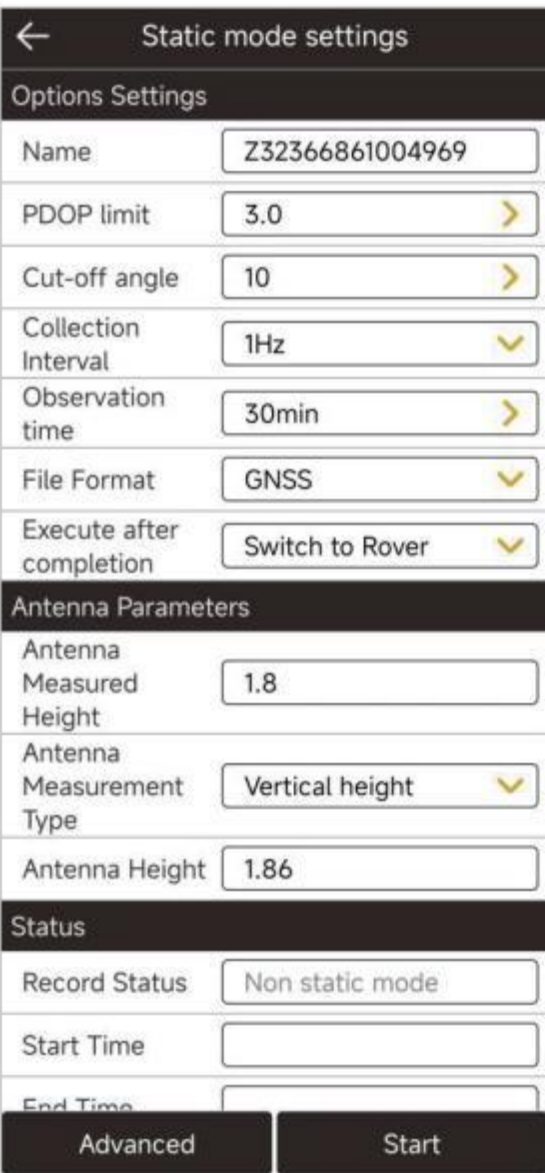 Static mode settings
Options Settings
Name Z32366861004969
PDOP limit 3.0
Cut-off angle 10
Collection
Interval 1Hz
Observation
time 30min
File Format GNSS
Execute after
completion Switch to Rover
Antenna Parameters
Antenna
Measured 1.8
Height
Antenna
Measurement Vertical height
Type
Antenna Height 1.86
Status
Record Status Non static mode
Start Time
End Time
Advanced Start